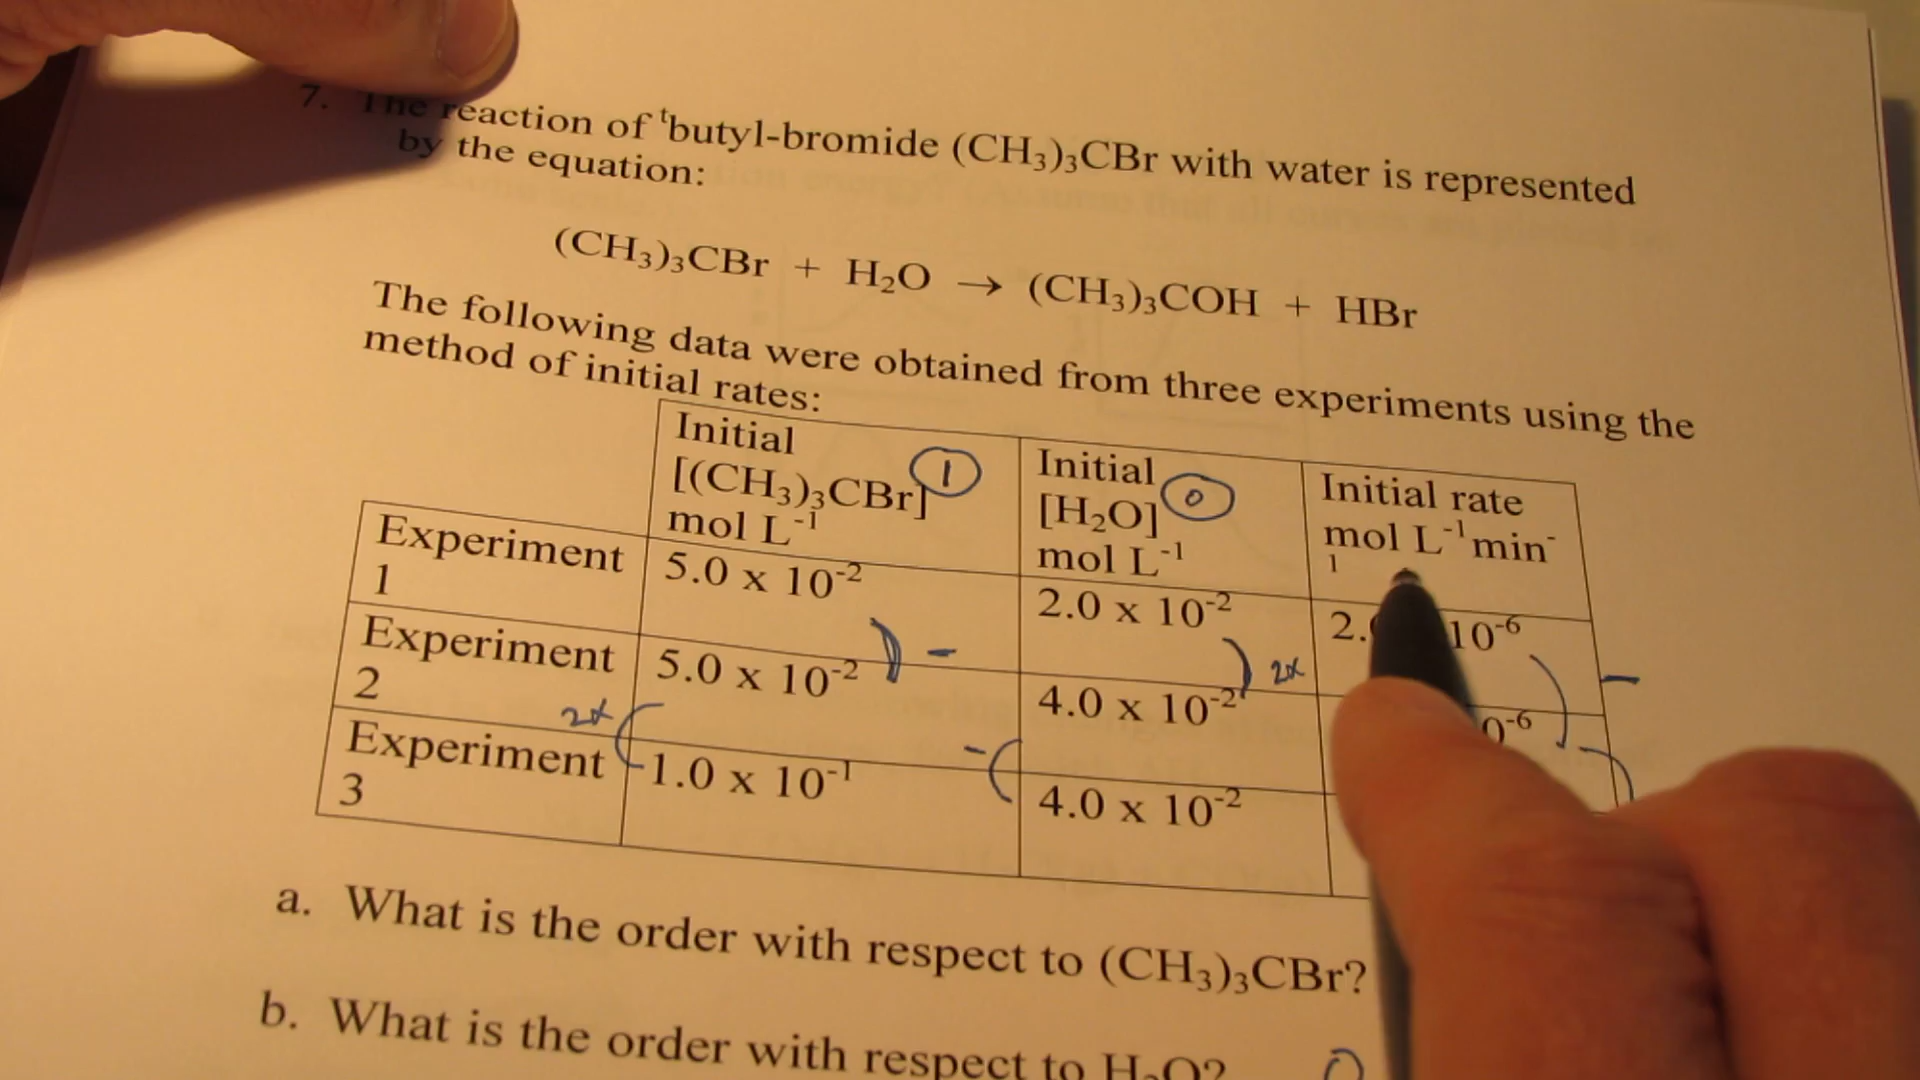 7. The reaction of ᵗbutyl-bromide (CH₃)₃CBr with water is represented
by the equation:
(CH₃)₃CBr + H₂O → (CH₃)₃COH + HBr
The following data were obtained from three experiments using the
method of initial rates:
Initial [(CH₃)₃CBr] mol L⁻¹ ①
Initial [H₂O] mol L⁻¹ ⓪
Initial rate mol L⁻¹min⁻¹
Experiment 1 5.0 x 10⁻² 2.0 x 10⁻² 2. 10⁻⁶
) – ) 2x –
Experiment 2 5.0 x 10⁻² 4.0 x 10⁻² 0⁻⁶
2x ( – (
Experiment 3 1.0 x 10⁻¹ 4.0 x 10⁻²
a. What is the order with respect to (CH₃)₃CBr?
b. What is the order with respect to H₂O?